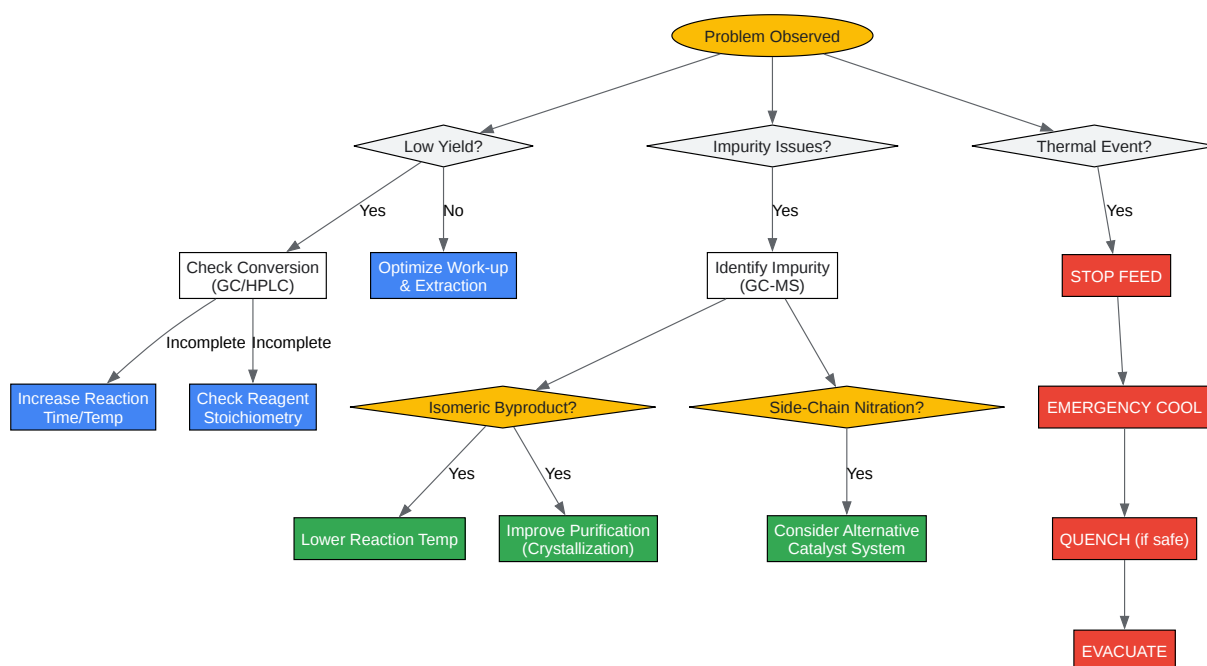 Problem Observed
Low Yield?
Impurity Issues?
Thermal Event?
Yes
No
Yes
Yes
Check Conversion
(GC/HPLC)
Optimize Work-up
& Extraction
Identify Impurity
(GC-MS)
STOP FEED
Incomplete
Incomplete
Increase Reaction
Time/Temp
Check Reagent
Stoichiometry
Isomeric Byproduct?
Side-Chain Nitration?
EMERGENCY COOL
Yes
Yes
Yes
Lower Reaction Temp
Improve Purification
(Crystallization)
Consider Alternative
Catalyst System
QUENCH (if safe)
EVACUATE